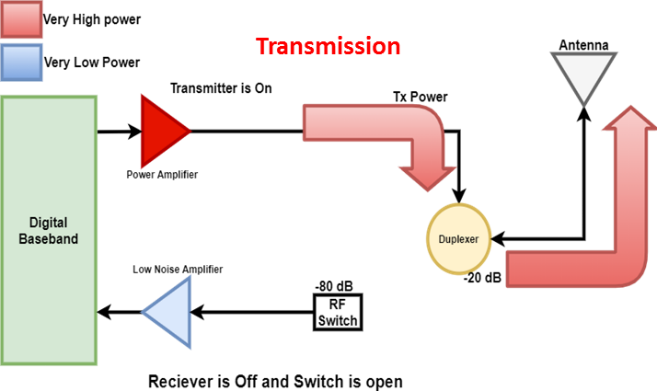 Very High power
Transmission
Very Low Power
Antenna
Transmitter is On
Tx Power
Power Amplifier
Digital
Baseband
Duplexer
Low Noise Amplifier
-20 dB
-80 dB
RF
Switch
Reciever is Off and Switch is open